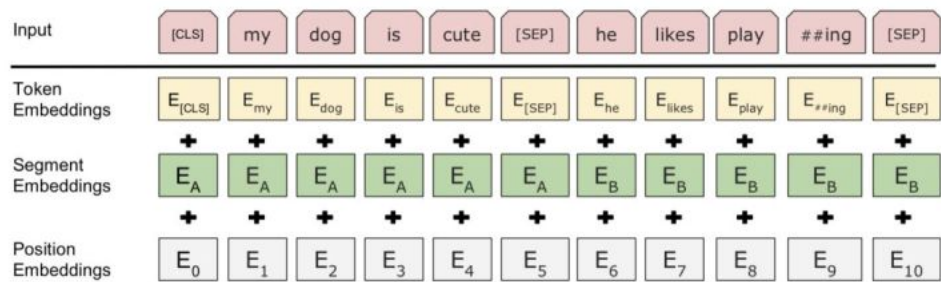 Input [CLS] my dog is cute [SEP] he likes play ##ing [SEP]
Token Embeddings E[CLS] Emy Edog Eis Ecute E[SEP] Ehe Elikes Eplay E##ing E[SEP]
+ + + + + + + + + + +
Segment Embeddings EA EA EA EA EA EA EB EB EB EB EB
+ + + + + + + + + + +
Position Embeddings E0 E1 E2 E3 E4 E5 E6 E7 E8 E9 E10